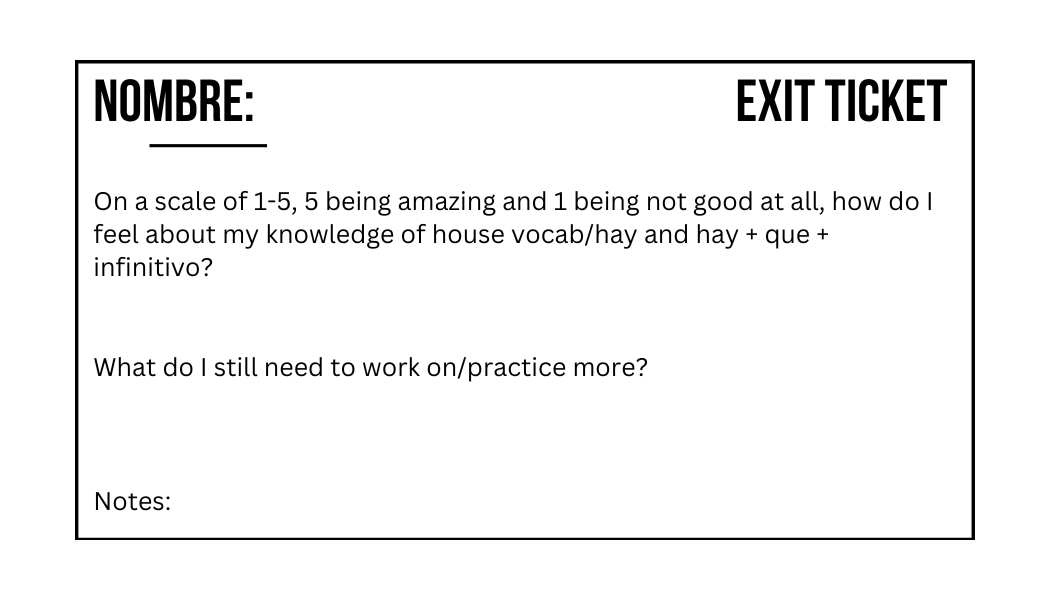 NOMBRE:
EXIT TICKET
On a scale of 1-5, 5 being amazing and 1 being not good at all, how do I
feel about my knowledge of house vocab/hay and hay + que +
infinitivo?
What do I still need to work on/practice more?
Notes: